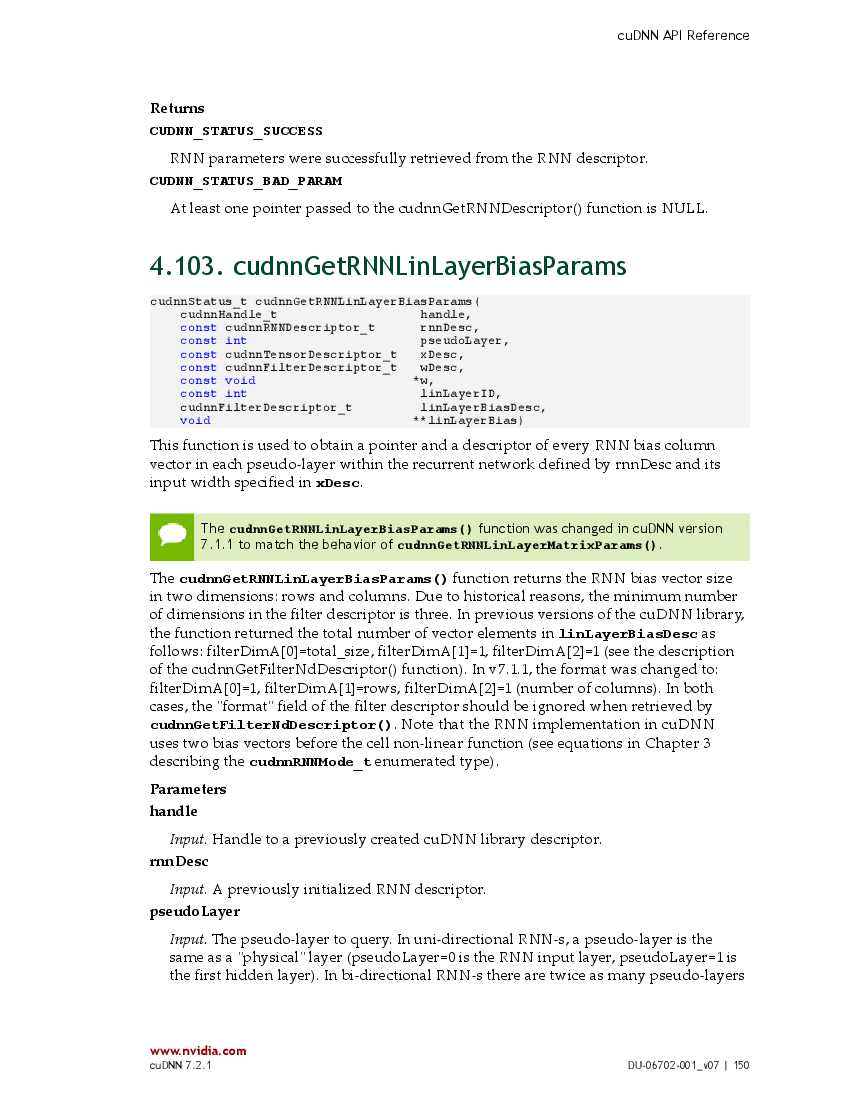 cuDNN API Reference
Returns
CUDNN_STATUS_SUCCESS
RNN parameters were successfully retrieved from the RNN descriptor.
CUDNN_STATUS_BAD_PARAM
At least one pointer passed to the cudnnGetRNNDescriptor() function is NULL.
4.103. cudnnGetRNNLinLayerBiasParams
cudnnStatus_t cudnnGetRNNLinLayerBiasParams(
cudnnHandle_t handle,
const cudnnRNNDescriptor_t rnnDesc,
const int pseudoLayer,
const cudnnTensorDescriptor_t xDesc,
const cudnnFilterDescriptor_t wDesc,
const void *w,
const int linLayerID,
cudnnFilterDescriptor_t linLayerBiasDesc,
void **linLayerBias)
This function is used to obtain a pointer and a descriptor of every RNN bias column
vector in each pseudo-layer within the recurrent network defined by rnnDesc and its
input width specified in xDesc.
The cudnnGetRNNLinLayerBiasParams() function was changed in cuDNN version
7.1.1 to match the behavior of cudnnGetRNNLinLayerMatrixParams().
The cudnnGetRNNLinLayerBiasParams() function returns the RNN bias vector size
in two dimensions: rows and columns. Due to historical reasons, the minimum number
of dimensions in the filter descriptor is three. In previous versions of the cuDNN library,
the function returned the total number of vector elements in linLayerBiasDesc as
follows: filterDimA[0]=total_size, filterDimA[1]=1, filterDimA[2]=1 (see the description
of the cudnnGetFilterNdDescriptor() function). In v7.1.1, the format was changed to:
filterDimA[0]=1, filterDimA[1]=rows, filterDimA[2]=1 (number of columns). In both
cases, the "format" field of the filter descriptor should be ignored when retrieved by
cudnnGetFilterNdDescriptor(). Note that the RNN implementation in cuDNN
uses two bias vectors before the cell non-linear function (see equations in Chapter 3
describing the cudnnRNNMode_t enumerated type).
Parameters
handle
Input. Handle to a previously created cuDNN library descriptor.
rnnDesc
Input. A previously initialized RNN descriptor.
pseudoLayer
Input. The pseudo-layer to query. In uni-directional RNN-s, a pseudo-layer is the
same as a "physical" layer (pseudoLayer=0 is the RNN input layer, pseudoLayer=1 is
the first hidden layer). In bi-directional RNN-s there are twice as many pseudo-layers
www.nvidia.com
cuDNN 7.2.1 DU-06702-001_v07 | 150